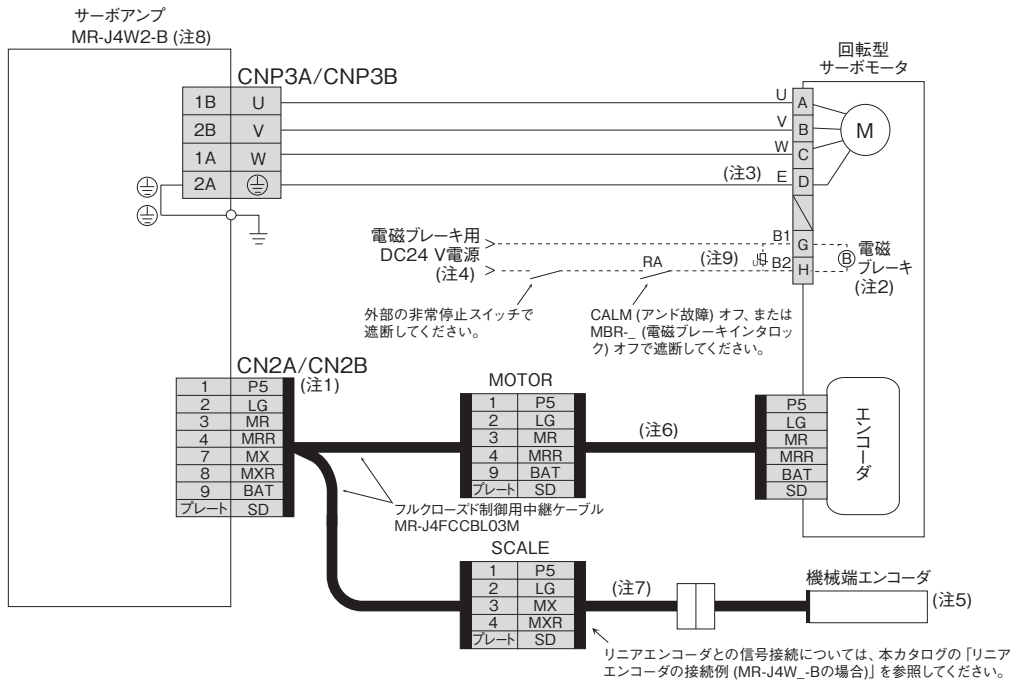 サーボアンプ
MR-J4W2-B (注8)
回転型
サーボモータ
CNP3A/CNP3B
1B U
2B V
1A W
2A
U A
V B
W C
(注3) E D
M
電磁ブレーキ用
DC24 V電源
(注4)
B1 G
RA (注9) U B2 H
B 電磁
ブレーキ
(注2)
外部の非常停止スイッチで
遮断してください。
CALM (アンド故障) オフ、または
MBR-_ (電磁ブレーキインタロッ
ク) オフで遮断してください。
CN2A/CN2B
(注1)
1 P5
2 LG
3 MR
4 MRR
7 MX
8 MXR
9 BAT
プレート SD
MOTOR
1 P5
2 LG
3 MR
4 MRR
9 BAT
プレート SD
(注6)
P5
LG
MR
MRR
BAT
SD
エンコーダ
フルクローズド制御用中継ケーブル
MR-J4FCCBL03M
SCALE
1 P5
2 LG
3 MX
4 MXR
プレート SD
(注7)
機械端エンコーダ
(注5)
リニアエンコーダとの信号接続については、本カタログの「リニア
エンコーダの接続例 (MR-J4W_-Bの場合)」を参照してください。